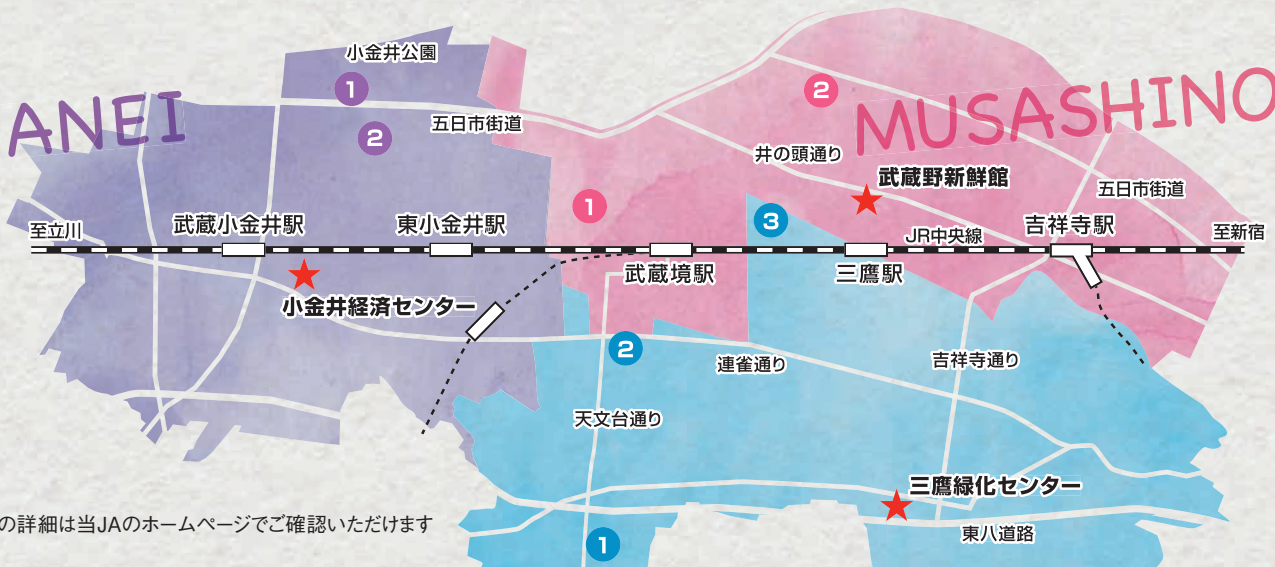 小金井公園
1
2
五日市街道
ANEI
2
MUSASHINO
井の頭通り
武蔵野新鮮館
五日市街道
1
3
至立川
武蔵小金井駅
東小金井駅
武蔵境駅
三鷹駅
JR中央線
吉祥寺駅
至新宿
小金井経済センター
2
連雀通り
吉祥寺通り
天文台通り
三鷹緑化センター
東八道路
の詳細は当JAのホームページでご確認いただけます
1